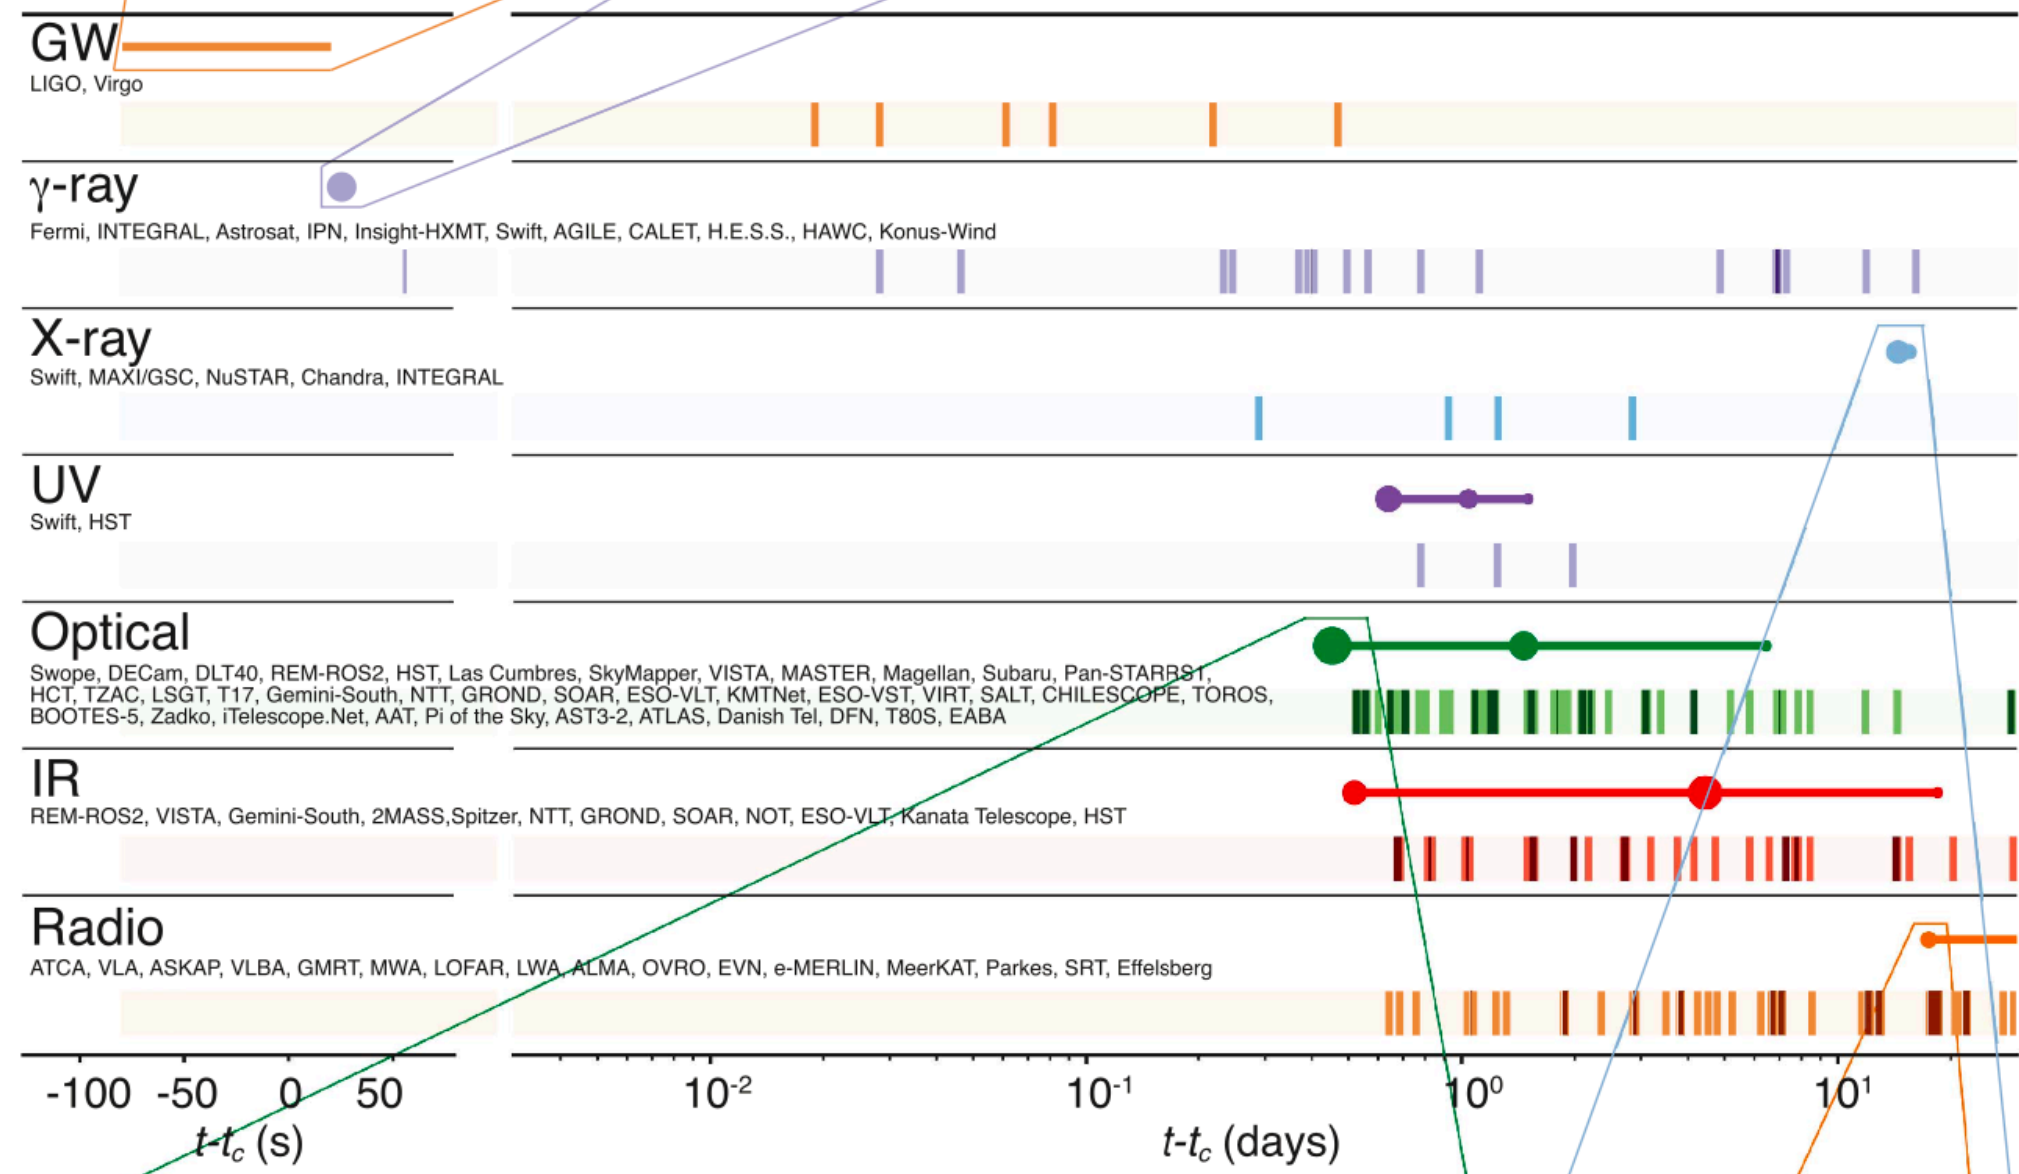 GW
LIGO, Virgo
γ-ray
Fermi, INTEGRAL, Astrosat, IPN, Insight-HXMT, Swift, AGILE, CALET, H.E.S.S., HAWC, Konus-Wind
X-ray
Swift, MAXI/GSC, NuSTAR, Chandra, INTEGRAL
UV
Swift, HST
Optical
Swope, DECam, DLT40, REM-ROS2, HST, Las Cumbres, SkyMapper, VISTA, MASTER, Magellan, Subaru, Pan-STARRS1,
HCT, TZAC, LSGT, T17, Gemini-South, NTT, GROND, SOAR, ESO-VLT, KMTNet, ESO-VST, VIRT, SALT, CHILESCOPE, TOROS,
BOOTES-5, Zadko, iTelescope.Net, AAT, Pi of the Sky, AST3-2, ATLAS, Danish Tel, DFN, T80S, EABA
IR
REM-ROS2, VISTA, Gemini-South, 2MASS,Spitzer, NTT, GROND, SOAR, NOT, ESO-VLT, Kanata Telescope, HST
Radio
ATCA, VLA, ASKAP, VLBA, GMRT, MWA, LOFAR, LWA, ALMA, OVRO, EVN, e-MERLIN, MeerKAT, Parkes, SRT, Effelsberg
-100 -50 0 50 10⁻² 10⁻¹ 10⁰ 10¹
t-t_c (s) t-t_c (days)